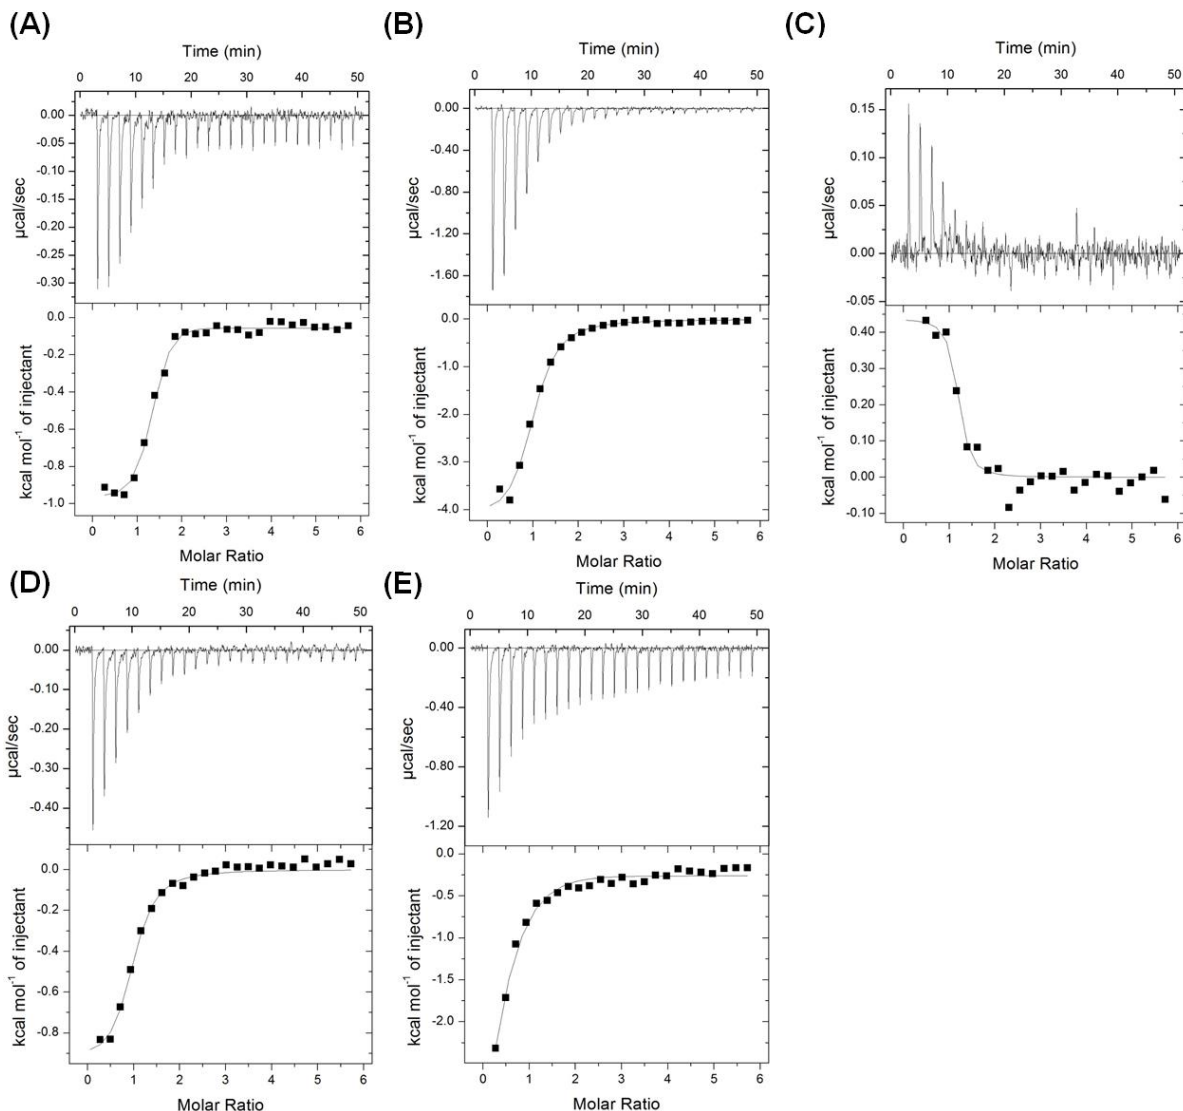 (A)
Time (min)
0 10 20 30 40 50
0.00
-0.05
-0.10
-0.15
-0.20
-0.25
-0.30
µcal/sec
0.0
-0.2
-0.4
-0.6
-0.8
-1.0
kcal mol⁻¹ of injectant
0 1 2 3 4 5 6
Molar Ratio
(B)
Time (min)
0 10 20 30 40 50
0.00
-0.40
-0.80
-1.20
-1.60
µcal/sec
0.0
-1.0
-2.0
-3.0
-4.0
kcal mol⁻¹ of injectant
0 1 2 3 4 5 6
Molar Ratio
(C)
Time (min)
0 10 20 30 40 50
0.15
0.10
0.05
0.00
-0.05
µcal/sec
0.40
0.30
0.20
0.10
0.00
-0.10
kcal mol⁻¹ of injectant
0 1 2 3 4 5 6
Molar Ratio
(D)
Time (min)
0 10 20 30 40 50
0.00
-0.10
-0.20
-0.30
-0.40
µcal/sec
0.0
-0.2
-0.4
-0.6
-0.8
kcal mol⁻¹ of injectant
0 1 2 3 4 5 6
Molar Ratio
(E)
Time (min)
0 10 20 30 40 50
0.00
-0.40
-0.80
-1.20
µcal/sec
0.0
-0.5
-1.0
-1.5
-2.0
kcal mol⁻¹ of injectant
0 1 2 3 4 5 6
Molar Ratio